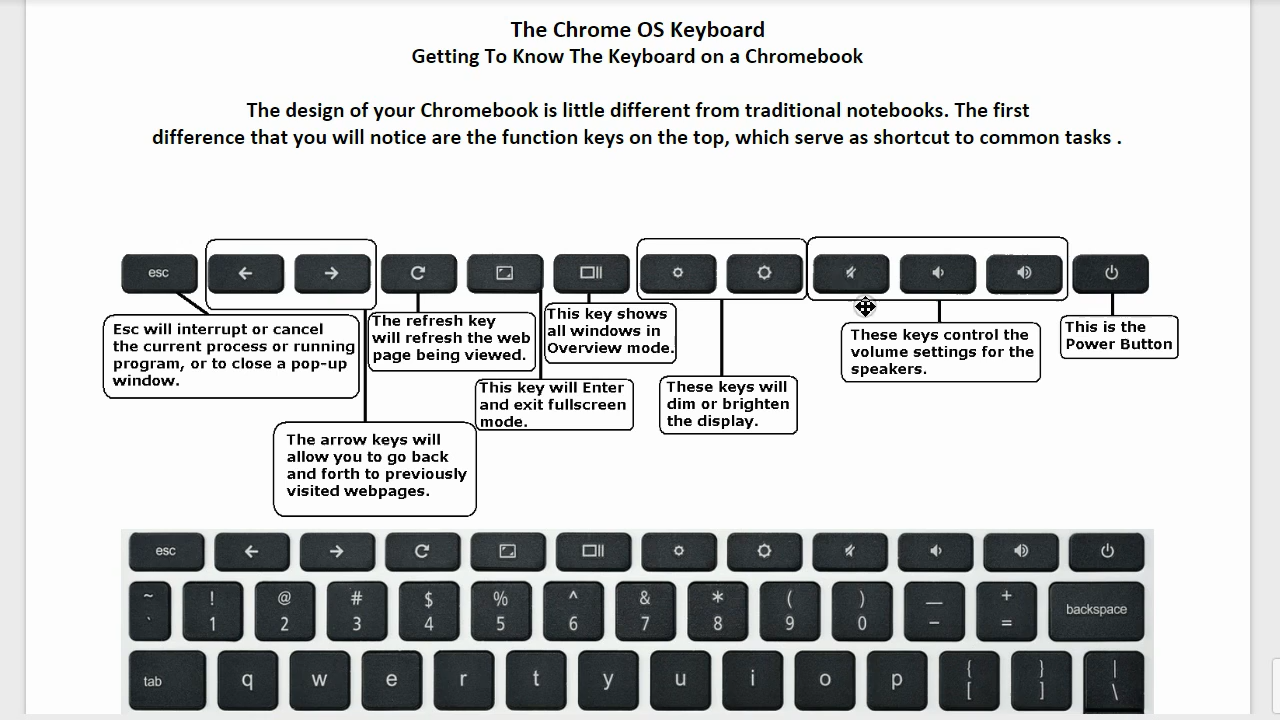 The Chrome OS Keyboard
Getting To Know The Keyboard on a Chromebook
The design of your Chromebook is little different from traditional notebooks. The first
difference that you will notice are the function keys on the top, which serve as shortcut to common tasks .
esc
Esc will interrupt or cancel
the current process or running
program, or to close a pop-up
window.
The arrow keys will
allow you to go back
and forth to previously
visited webpages.
The refresh key
will refresh the web
page being viewed.
This key will Enter
and exit fullscreen
mode.
This key shows
all windows in
Overview mode.
These keys will
dim or brighten
the display.
These keys control the
volume settings for the
speakers.
This is the
Power Button
esc
~ ! @ # $ % ^ & * ( ) — +
` 1 2 3 4 5 6 7 8 9 0 - = backspace
tab q w e r t y u i o p { [ } ] | \